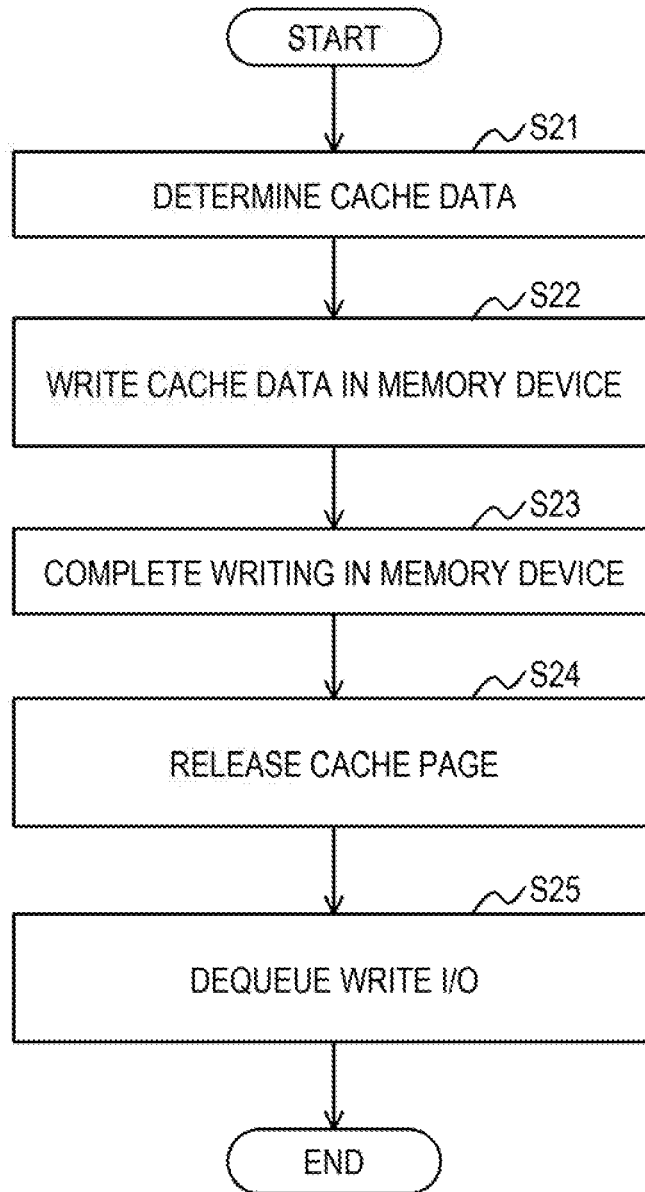 START
S21
DETERMINE CACHE DATA
S22
WRITE CACHE DATA IN MEMORY DEVICE
S23
COMPLETE WRITING IN MEMORY DEVICE
S24
RELEASE CACHE PAGE
S25
DEQUEUE WRITE I/O
END